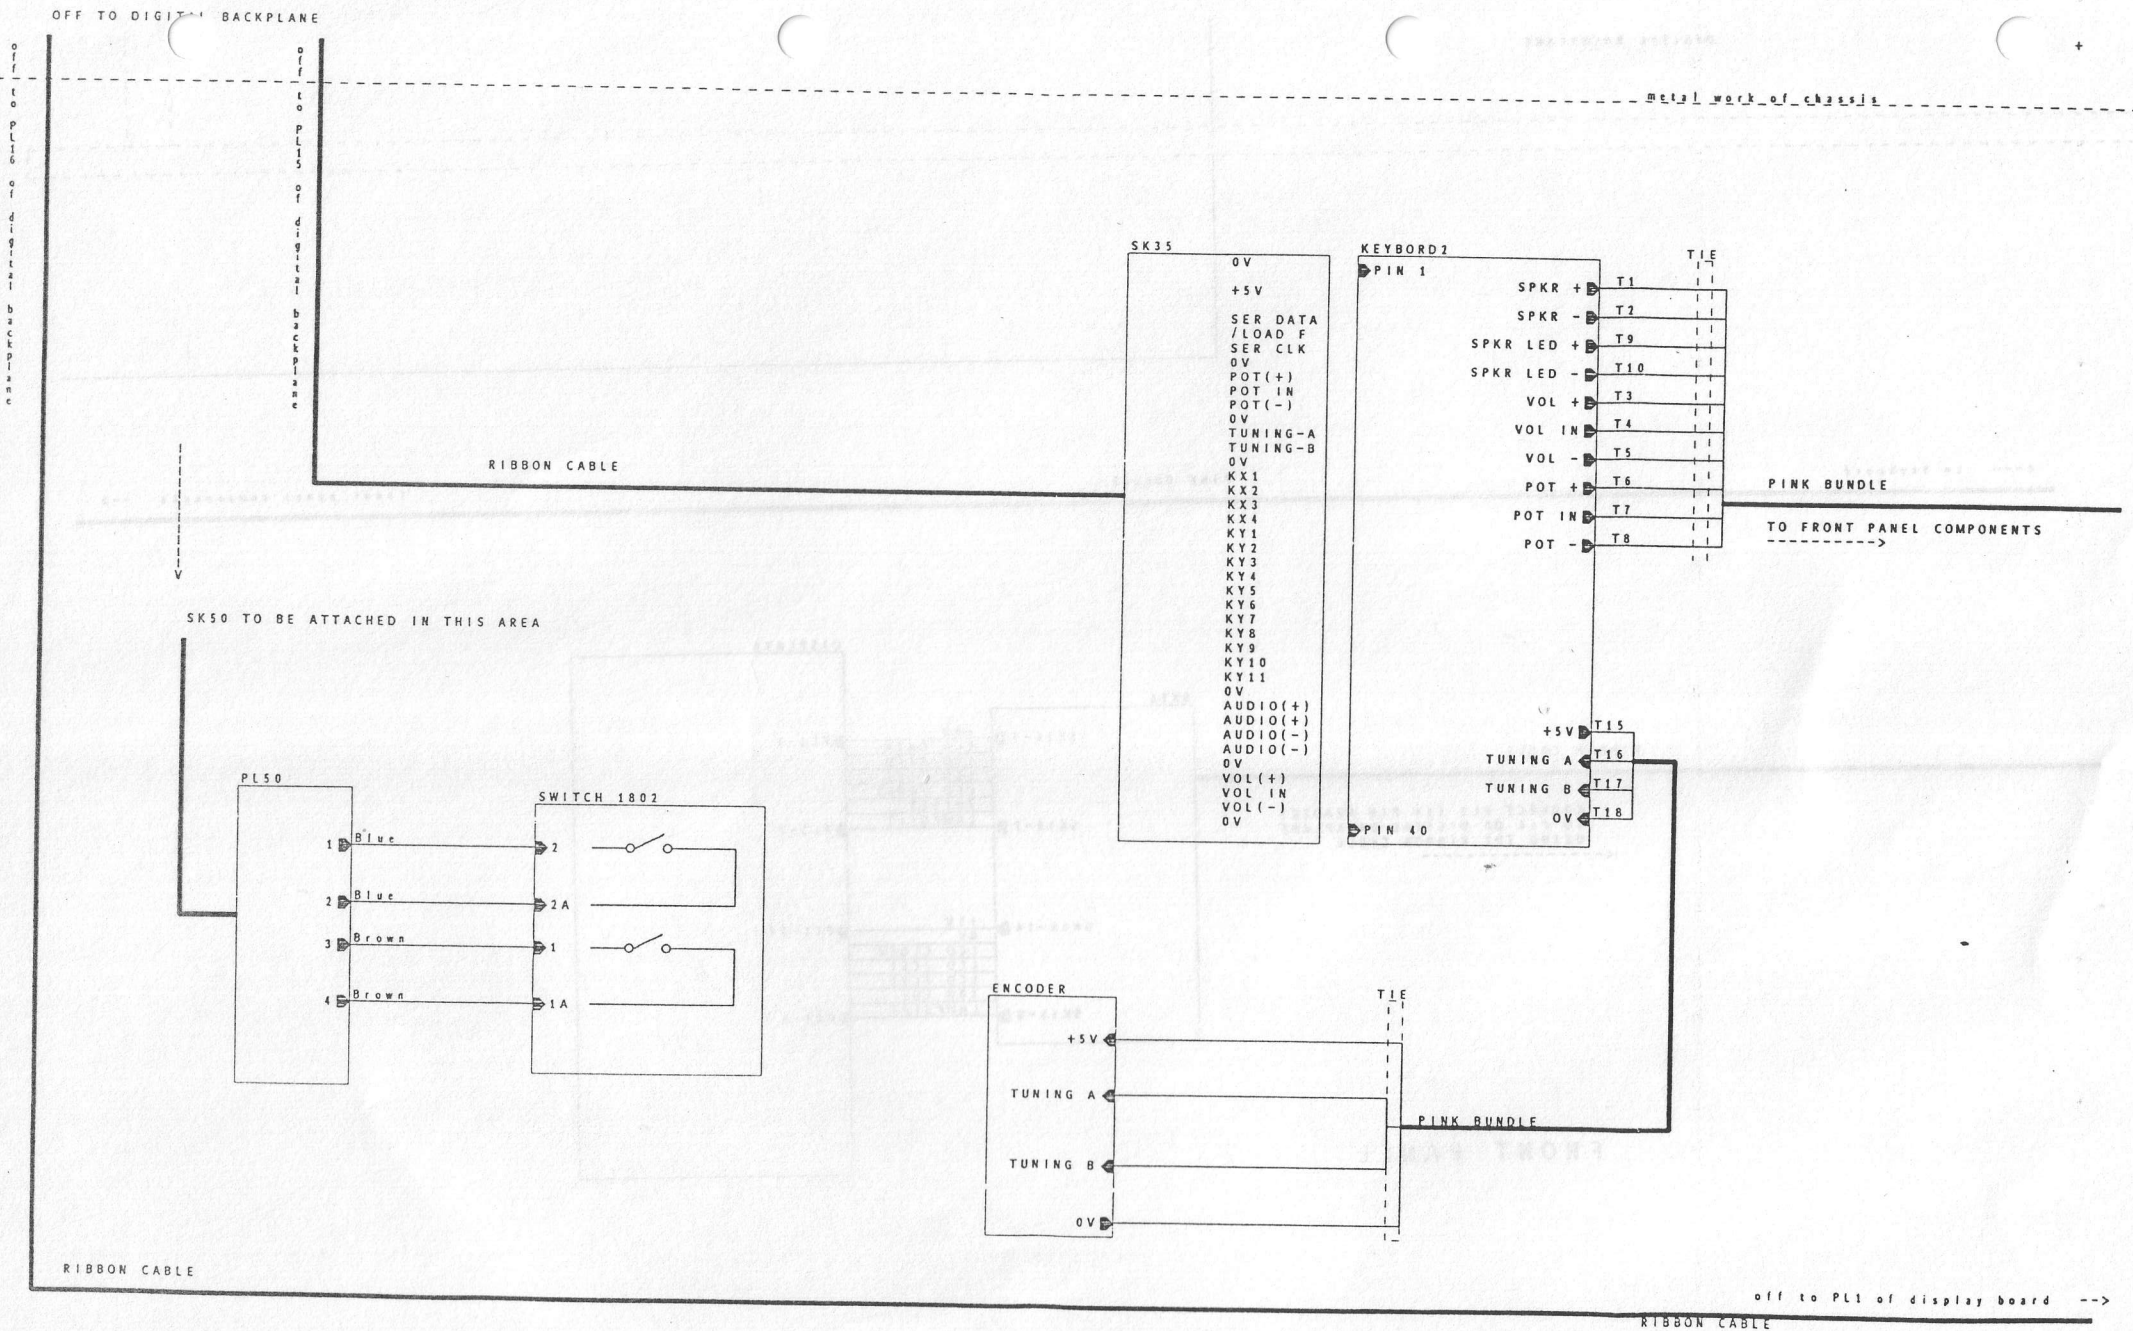 OFF TO DIGITAL BACKPLANE
off to PL16 of digital backplane
off to PL15 of digital backplane
metal work of chassis
+
SK35
0V
+5V
SER DATA
/LOAD F
SER CLK
0V
POT(+)
POT IN
POT(-)
0V
TUNING-A
TUNING-B
0V
KX1
KX2
KX3
KX4
KY1
KY2
KY3
KY4
KY5
KY6
KY7
KY8
KY9
KY10
KY11
0V
AUDIO(+)
AUDIO(+)
AUDIO(-)
AUDIO(-)
0V
VOL(+)
VOL IN
VOL(-)
0V
KEYBORD2
PIN 1
TIE
SPKR + T1
SPKR - T2
SPKR LED + T9
SPKR LED - T10
VOL + T3
VOL IN T4
VOL - T5
POT + T6
POT IN T7
POT - T8
PINK BUNDLE
TO FRONT PANEL COMPONENTS
---------->
+5V T15
TUNING A T16
TUNING B T17
0V T18
PIN 40
RIBBON CABLE
SK50 TO BE ATTACHED IN THIS AREA
PL50
1 Blue
2 Blue
3 Brown
4 Brown
SWITCH 1802
2
2A
1
1A
ENCODER
+5V
TUNING A
TUNING B
0V
TIE
PINK BUNDLE
RIBBON CABLE
off to PL1 of display board -->
RIBBON CABLE